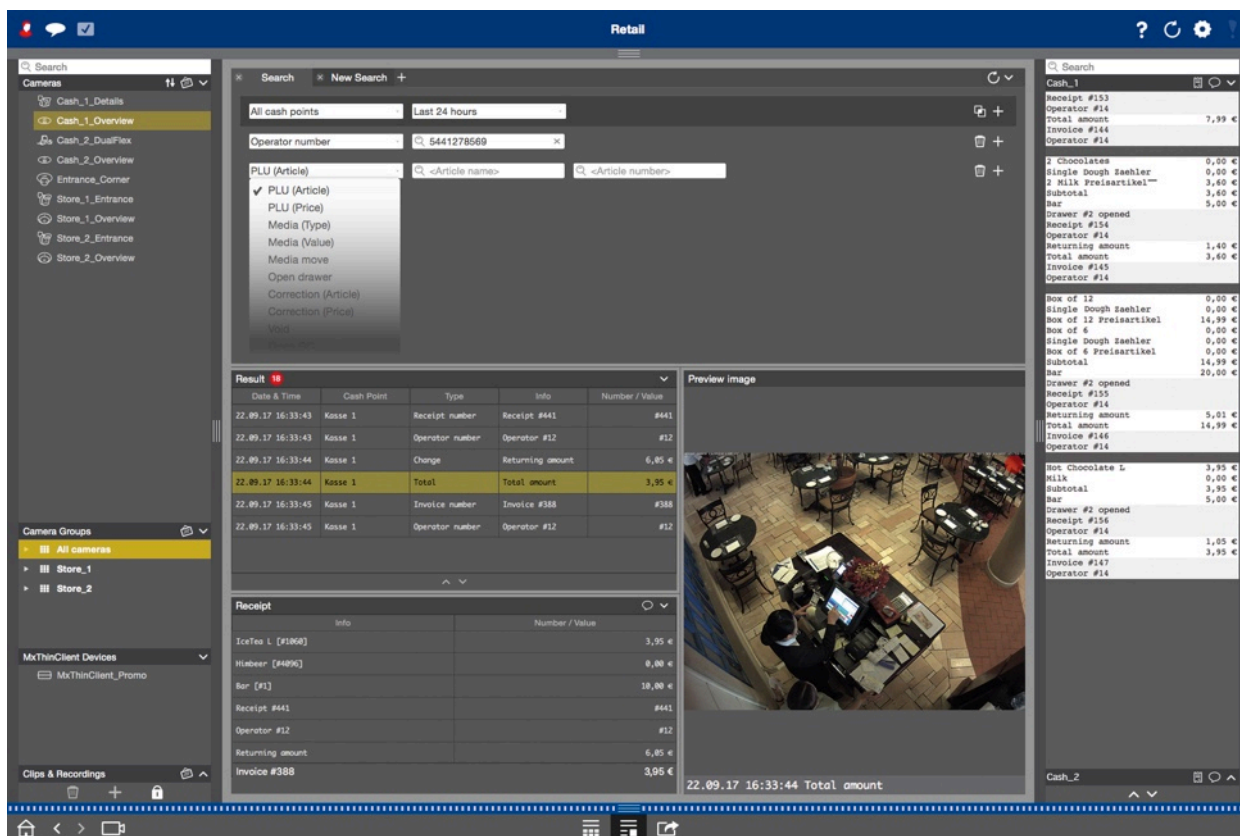 Retail
?
Search
Cameras
Cash_1_Details
Cash_1_Overview
Cash_2_DualFlex
Cash_2_Overview
Entrance_Corner
Store_1_Entrance
Store_1_Overview
Store_2_Entrance
Store_2_Overview
Camera Groups
All cameras
Store_1
Store_2
MxThinClient Devices
MxThinClient_Promo
Clips & Recordings
Search New Search +
All cash points Last 24 hours
Operator number 5441278569
PLU (Article) <Article name> <Article number>
PLU (Article)
PLU (Price)
Media (Type)
Media (Value)
Media move
Open drawer
Correction (Article)
Correction (Price)
Void
Result 18
Date & Time Cash Point Type Info Number / Value
22.09.17 16:33:43 Kasse 1 Receipt number Receipt #441 #441
22.09.17 16:33:43 Kasse 1 Operator number Operator #12 #12
22.09.17 16:33:44 Kasse 1 Change Returning amount 6,05 €
22.09.17 16:33:44 Kasse 1 Total Total amount 3,95 €
22.09.17 16:33:45 Kasse 1 Invoice number Invoice #388 #388
22.09.17 16:33:45 Kasse 1 Operator number Operator #12 #12
Receipt
Info Number / Value
IceTea L [#1060] 3,95 €
Himbeer [#4096] 0,00 €
Bar [#1] 10,00 €
Receipt #441 #441
Operator #12 #12
Returning amount 6,05 €
Invoice #388 3,95 €
Preview image
22.09.17 16:33:44 Total amount
Search
Cash_1
Receipt #153
Operator #14
Total amount 7,99 €
Invoice #144
Operator #14
2 Chocolates 0,00 €
Single Dough Zaehler 0,00 €
2 Milk Preisartikel 3,60 €
Subtotal 3,60 €
Bar 5,00 €
Drawer #2 opened
Receipt #154
Operator #14
Returning amount 1,40 €
Total amount 3,60 €
Invoice #145
Operator #14
Box of 12 0,00 €
Single Dough Zaehler 0,00 €
Box of 12 Preisartikel 14,99 €
Box of 6 0,00 €
Single Dough Zaehler 0,00 €
Box of 6 Preisartikel 0,00 €
Subtotal 14,99 €
Bar 20,00 €
Drawer #2 opened
Receipt #155
Operator #14
Returning amount 5,01 €
Total amount 14,99 €
Invoice #146
Operator #14
Hot Chocolate L 3,95 €
Milk 0,00 €
Subtotal 3,95 €
Bar 5,00 €
Drawer #2 opened
Receipt #156
Operator #14
Returning amount 1,05 €
Total amount 3,95 €
Invoice #147
Operator #14
Cash_2